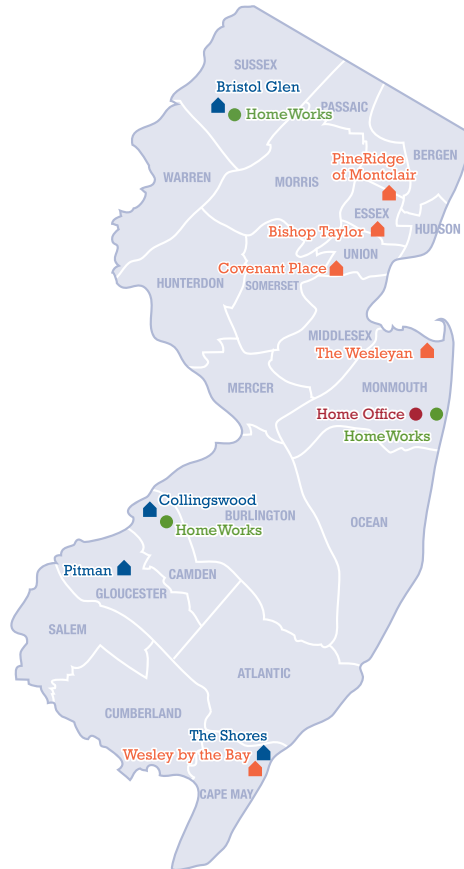 SUSSEX
Bristol Glen
PASSAIC
HomeWorks
BERGEN
PineRidge
of Montclair
WARREN
MORRIS
ESSEX
HUDSON
Bishop Taylor
UNION
Covenant Place
HUNTERDON
SOMERSET
MIDDLESEX
The Wesleyan
MERCER
MONMOUTH
Home Office
HomeWorks
Collingswood
BURLINGTON
OCEAN
HomeWorks
Pitman
CAMDEN
GLOUCESTER
SALEM
ATLANTIC
CUMBERLAND
The Shores
Wesley by the Bay
CAPE MAY